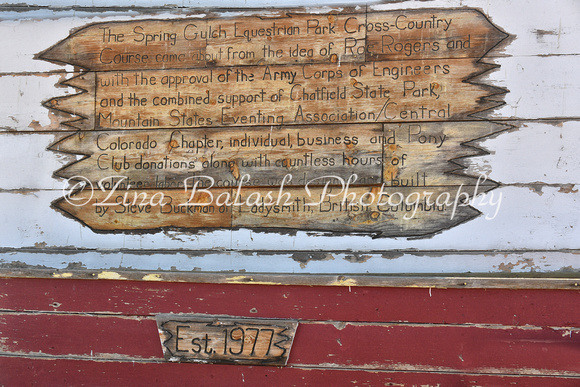 The Spring Gulch Equestrian Park Cross-Country
Course came about from the idea of Roz Rogers and
with the approval of the Army Corps of Engineers
and the combined support of Chatfield State Park,
Mountain States Eventing Association/Central
Colorado Chapter, individual, business and Pony
Club donations along with countless hours of
built
by Steve Buckman of Ladysmith, British Columbia.
© Zina Balash Photography
Est. 1977